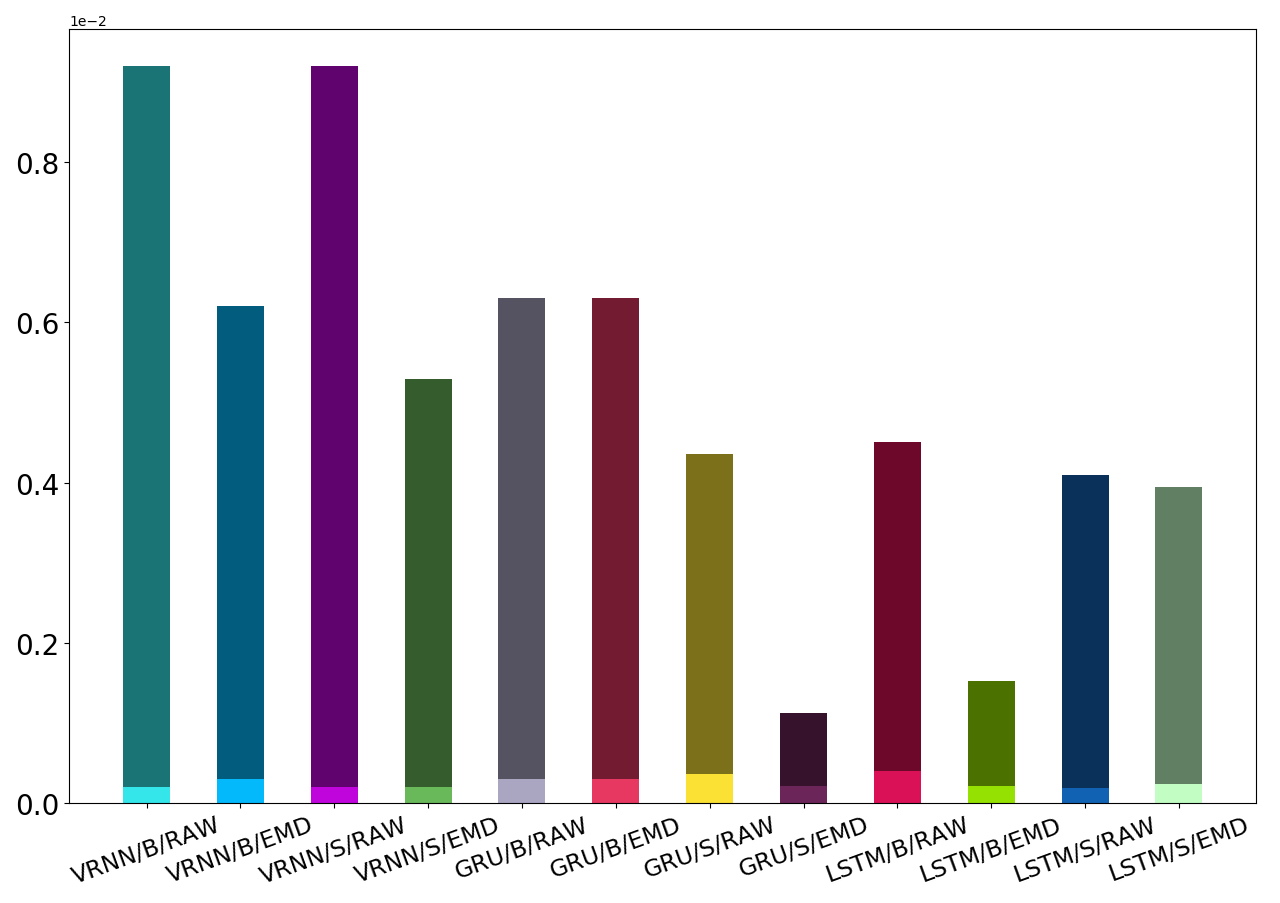 1e−2
0.8
0.6
0.4
0.2
0.0
VRNN/B/RAW
VRNN/B/EMD
VRNN/S/RAW
VRNN/S/EMD
GRU/B/RAW
GRU/B/EMD
GRU/S/RAW
GRU/S/EMD
LSTM/B/RAW
LSTM/B/EMD
LSTM/S/RAW
LSTM/S/EMD